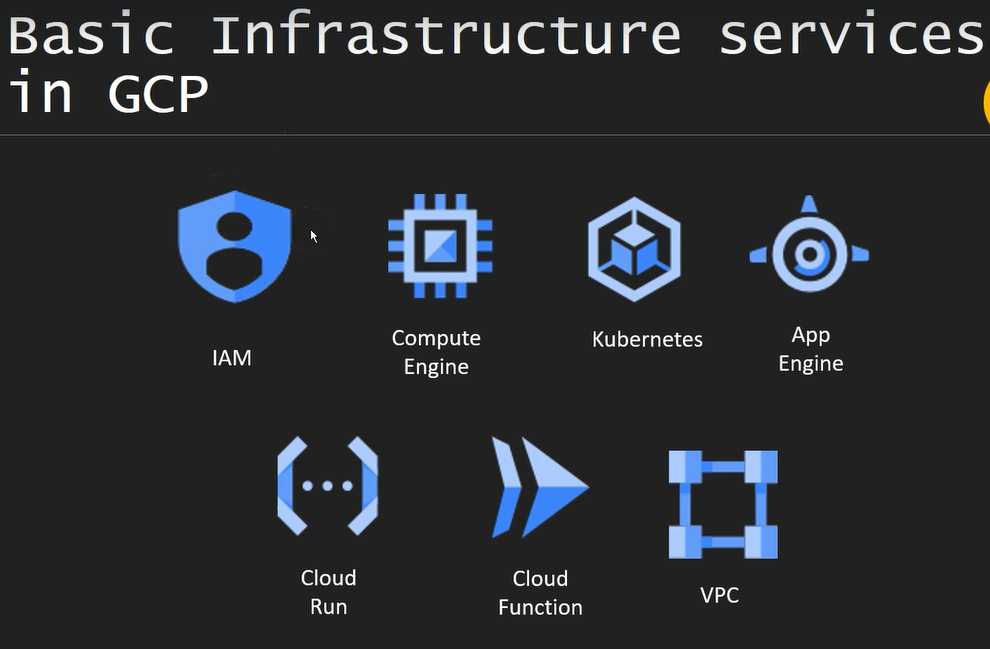 Basic Infrastructure services
in GCP
IAM
Compute
Engine
Kubernetes
App
Engine
Cloud
Run
Cloud
Function
VPC